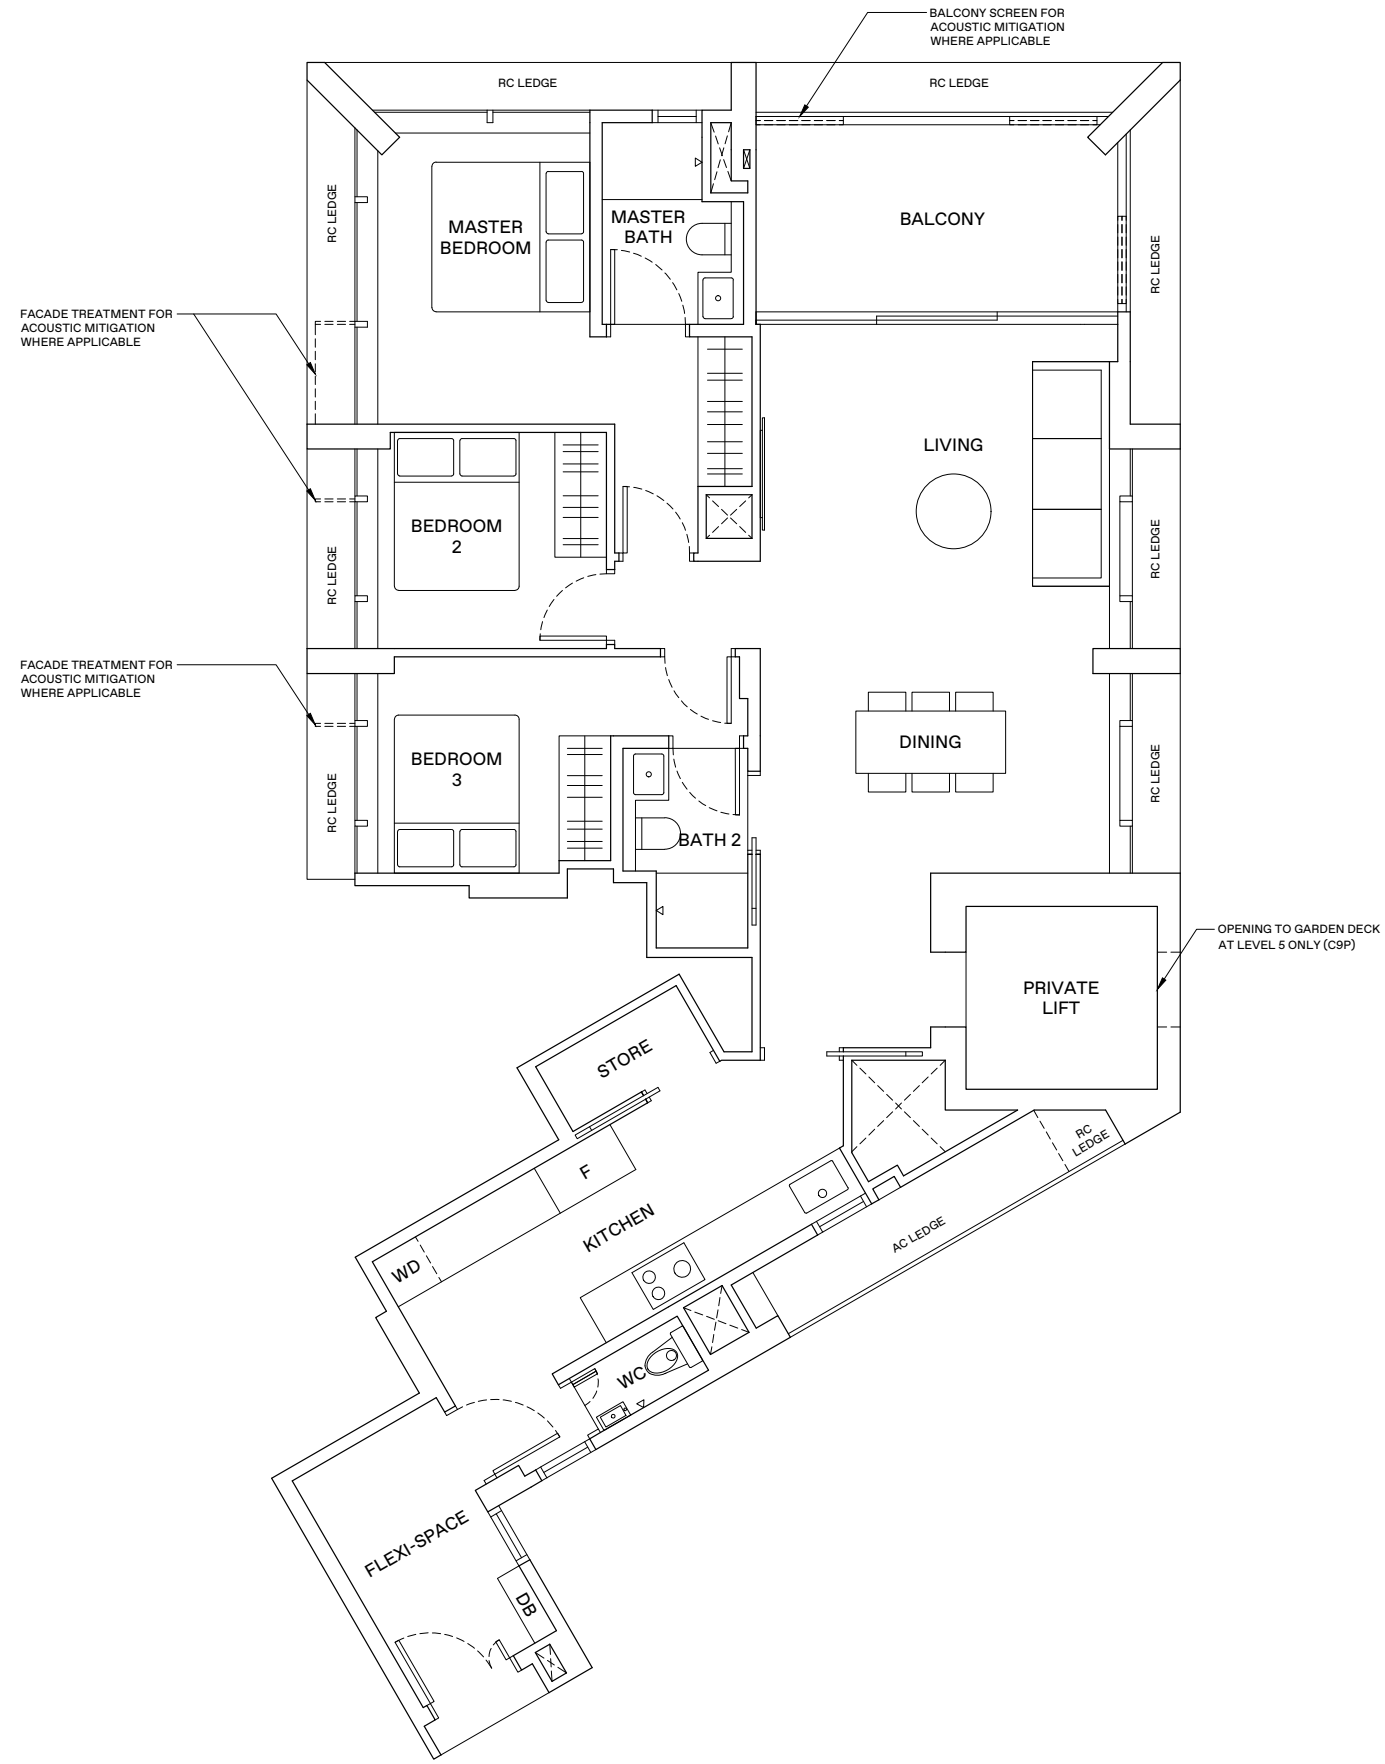 BALCONY SCREEN FOR
ACOUSTIC MITIGATION
WHERE APPLICABLE
RC LEDGE
RC LEDGE
RC LEDGE
MASTER
BEDROOM
MASTER
BATH
BALCONY
RC LEDGE
FACADE TREATMENT FOR
ACOUSTIC MITIGATION
WHERE APPLICABLE
LIVING
BEDROOM
2
RC LEDGE
RC LEDGE
FACADE TREATMENT FOR
ACOUSTIC MITIGATION
WHERE APPLICABLE
DINING
BEDROOM
3
RC LEDGE
RC LEDGE
BATH 2
OPENING TO GARDEN DECK
AT LEVEL 5 ONLY (C9P)
PRIVATE
LIFT
STORE
RC
LEDGE
F
KITCHEN
AC LEDGE
WD
WC
FLEXI-SPACE
DB